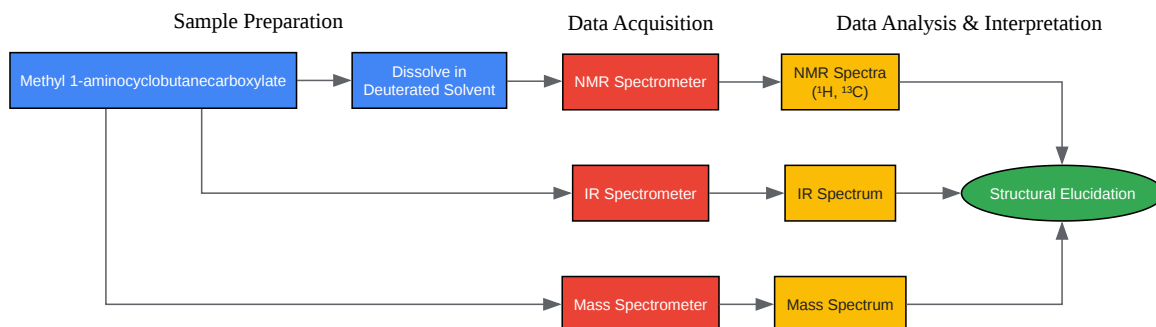 Sample Preparation
Data Acquisition
Data Analysis & Interpretation
Methyl 1-aminocyclobutanecarboxylate
Dissolve in
Deuterated Solvent
NMR Spectrometer
NMR Spectra
(¹H, ¹³C)
IR Spectrometer
IR Spectrum
Structural Elucidation
Mass Spectrometer
Mass Spectrum